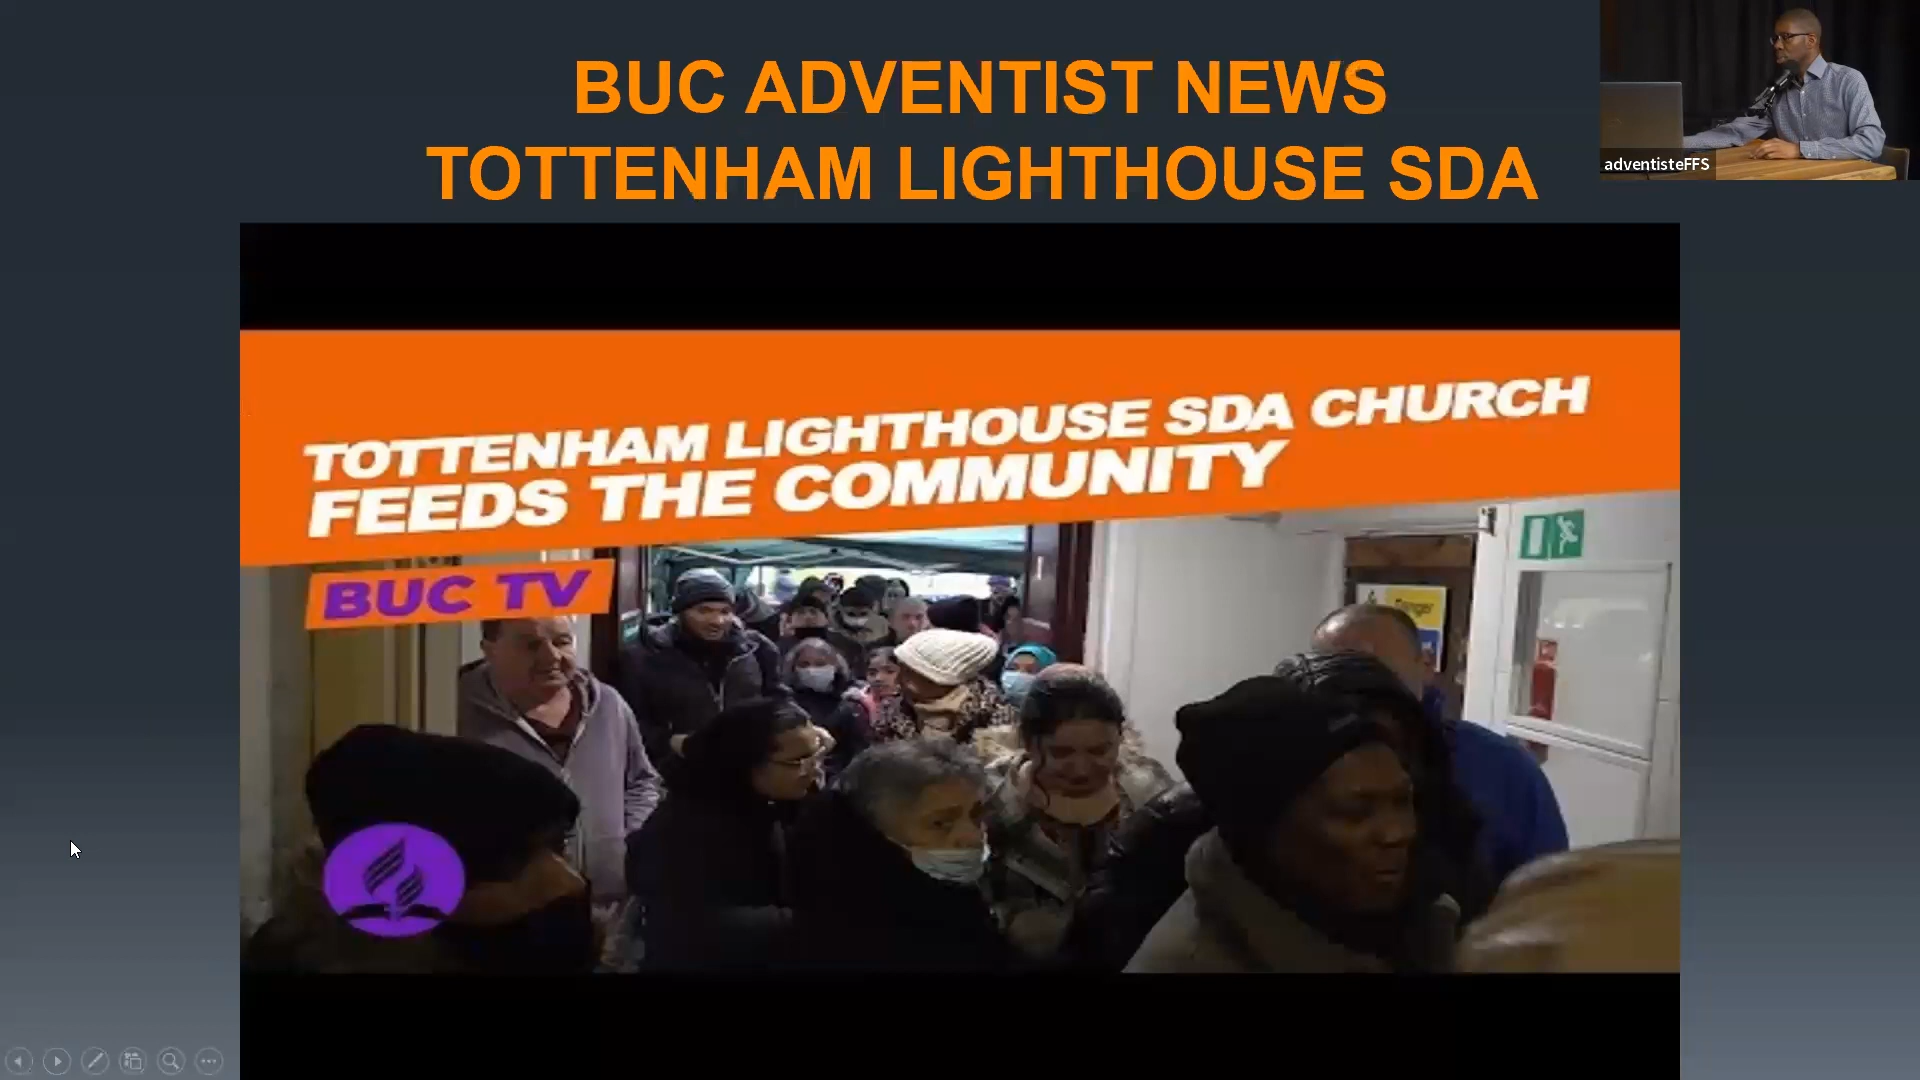 BUC ADVENTIST NEWS
TOTTENHAM LIGHTHOUSE SDA
adventisteFFS
TOTTENHAM LIGHTHOUSE SDA CHURCH
FEEDS THE COMMUNITY
BUC TV